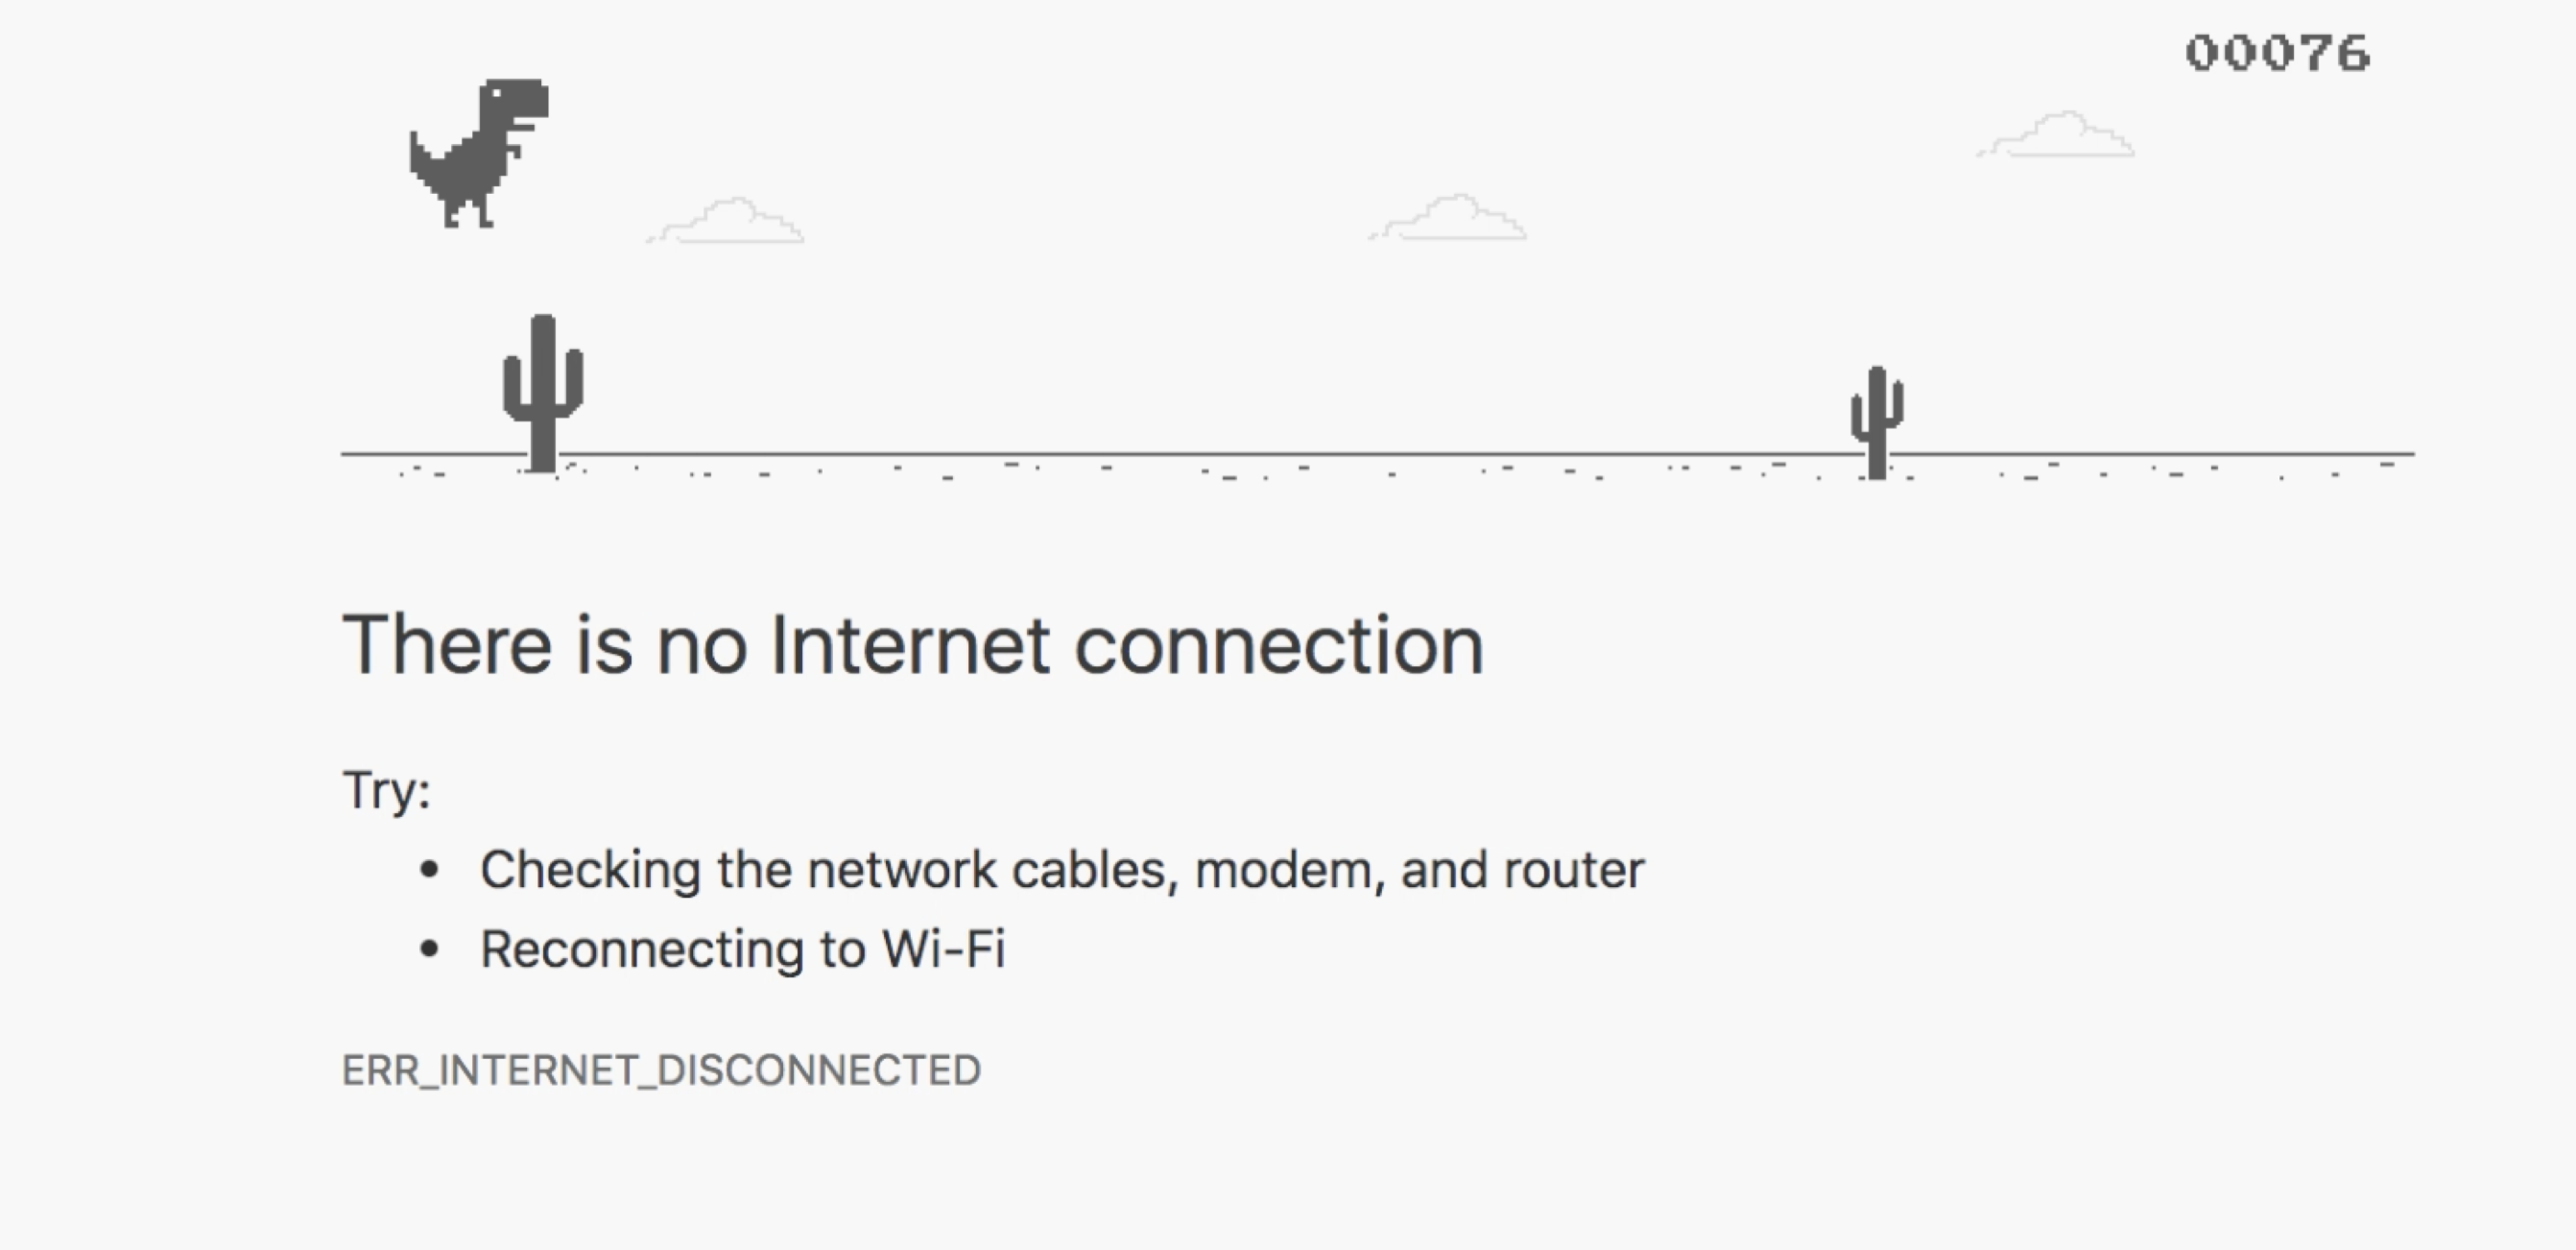 00076
There is no Internet connection
Try:
• Checking the network cables, modem, and router
• Reconnecting to Wi-Fi
ERR_INTERNET_DISCONNECTED